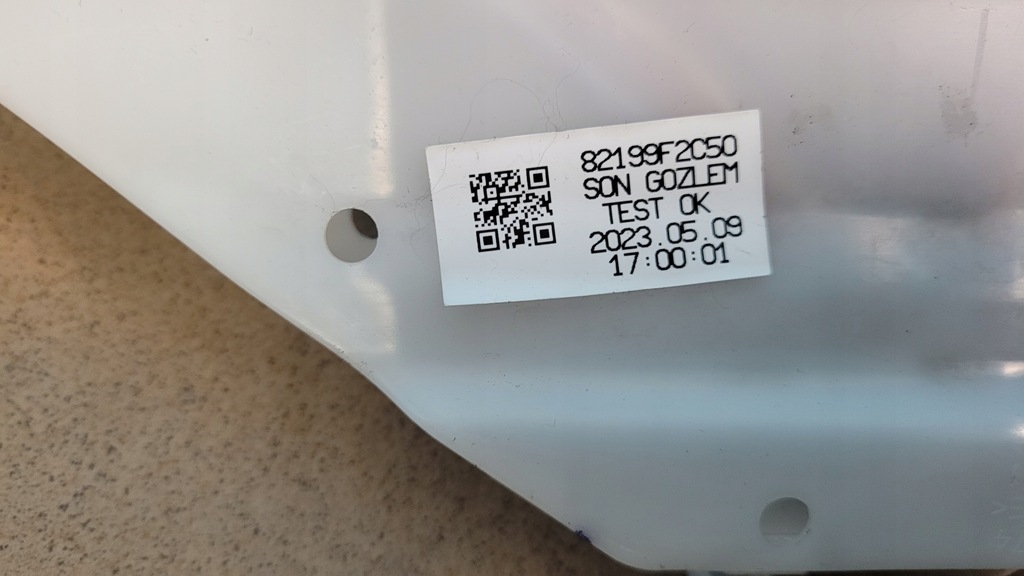 82199F2C50
SON GOZLEM
TEST OK
2023.05.09
17:00:01